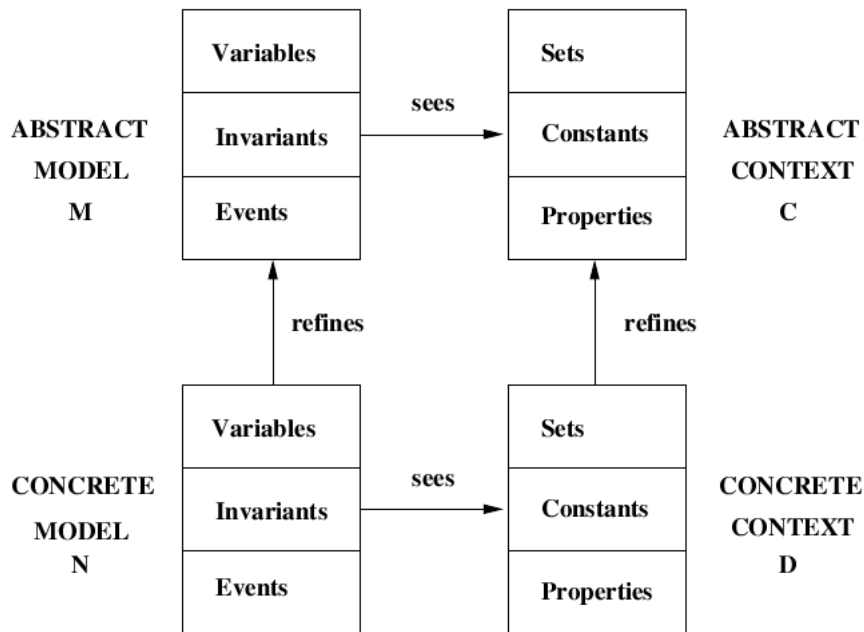 Variables
Sets
sees
ABSTRACT
MODEL
M
Invariants
Constants
ABSTRACT
CONTEXT
C
Events
Properties
refines
refines
Variables
Sets
sees
CONCRETE
MODEL
N
Invariants
Constants
CONCRETE
CONTEXT
D
Events
Properties